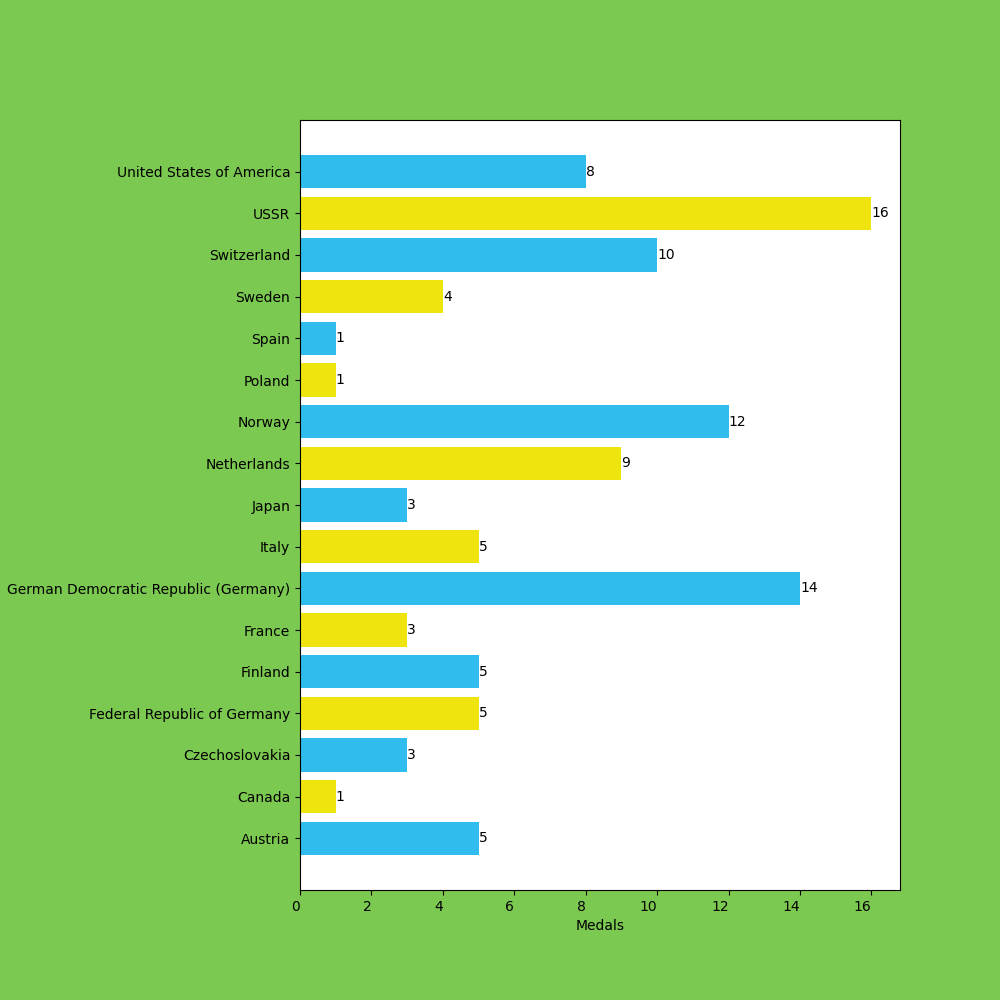 United States of America 8
USSR 16
Switzerland 10
Sweden 4
Spain 1
Poland 1
Norway 12
Netherlands 9
Japan 3
Italy 5
German Democratic Republic (Germany) 14
France 3
Finland 5
Federal Republic of Germany 5
Czechoslovakia 3
Canada 1
Austria 5
0 2 4 6 8 10 12 14 16
Medals